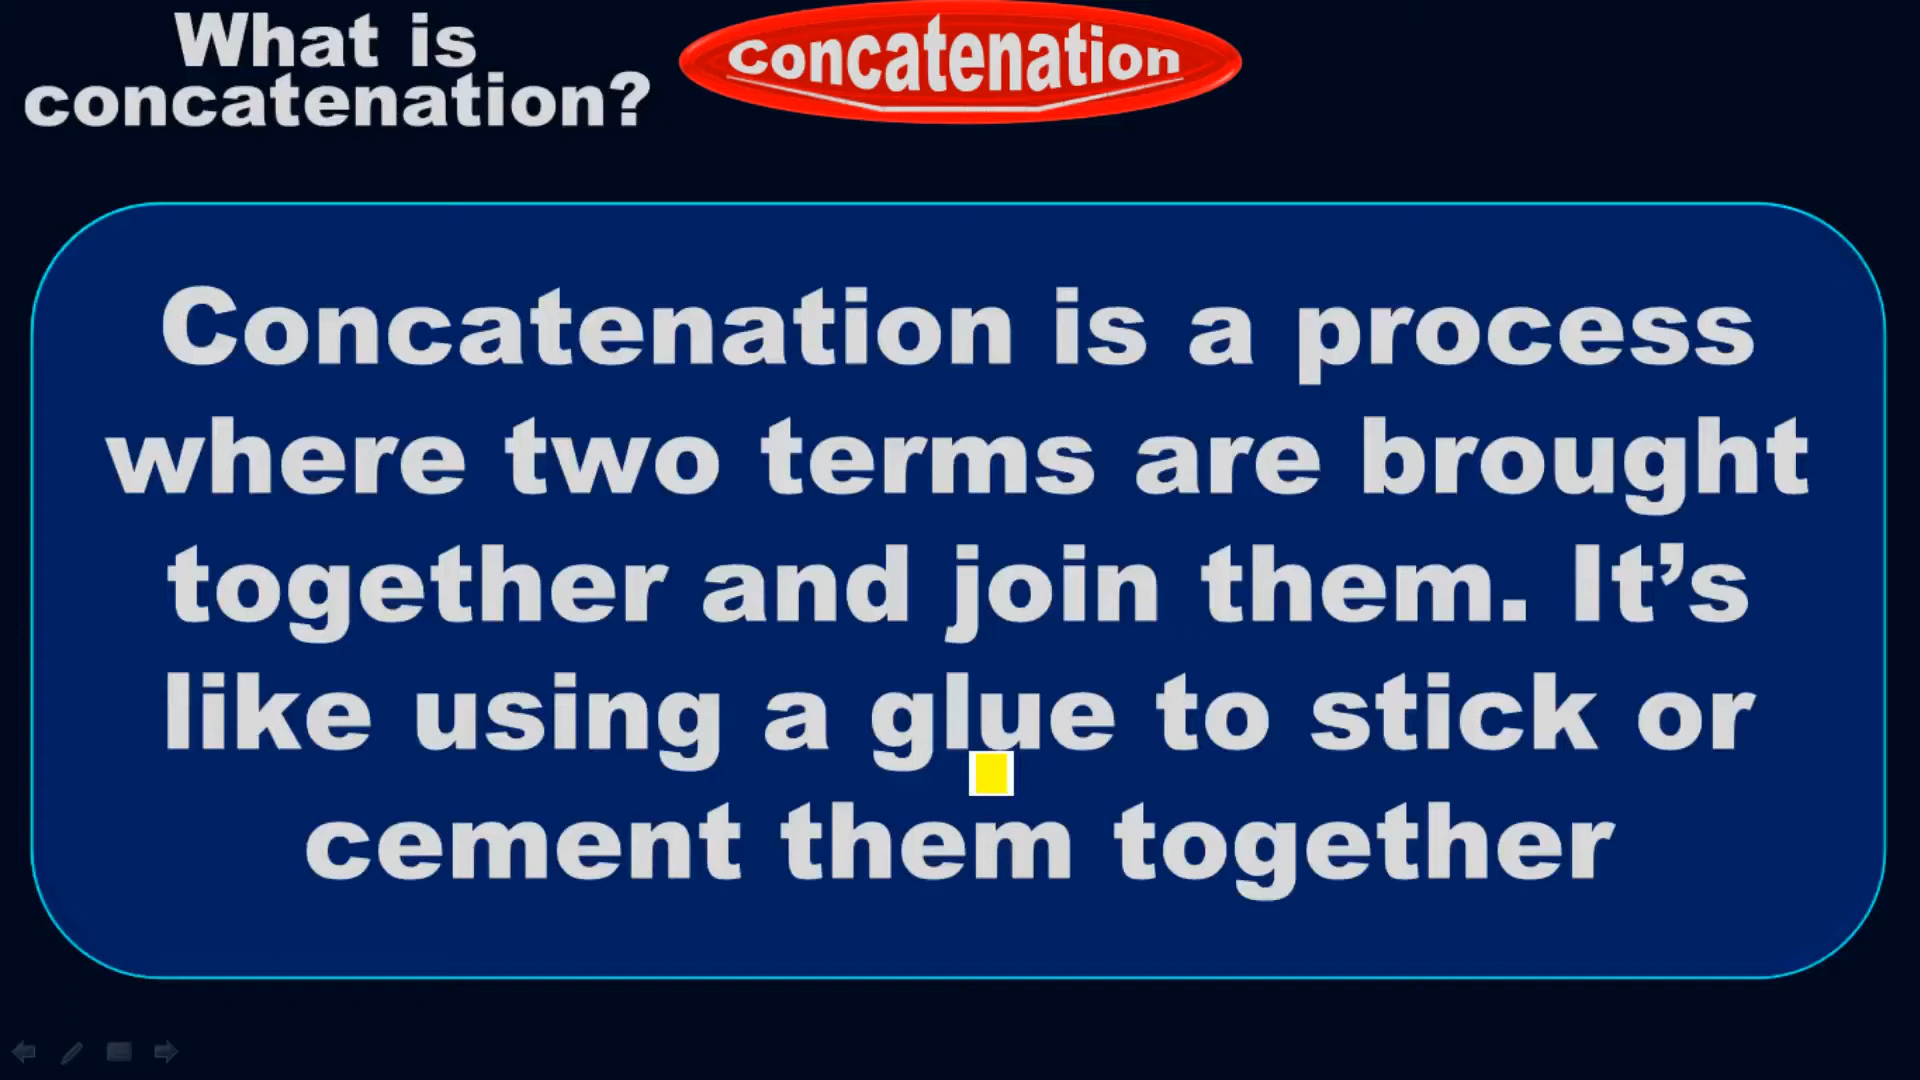 What is
concatenation?
Concatenation
Concatenation is a process
where two terms are brought
together and join them. It’s
like using a glue to stick or
cement them together